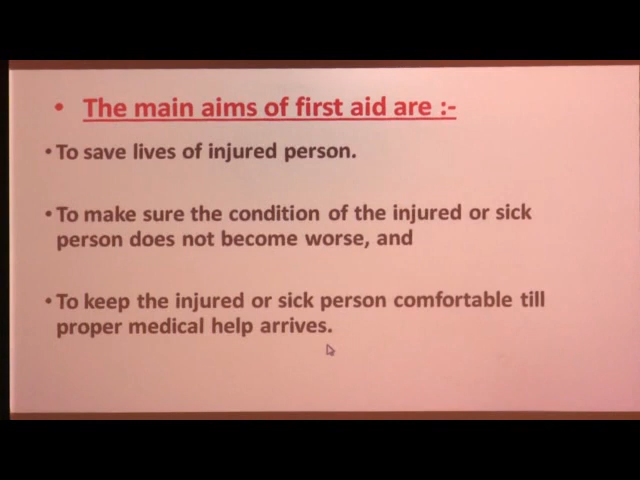 • The main aims of first aid are :-
• To save lives of injured person.
• To make sure the condition of the injured or sick
person does not become worse, and
• To keep the injured or sick person comfortable till
proper medical help arrives.